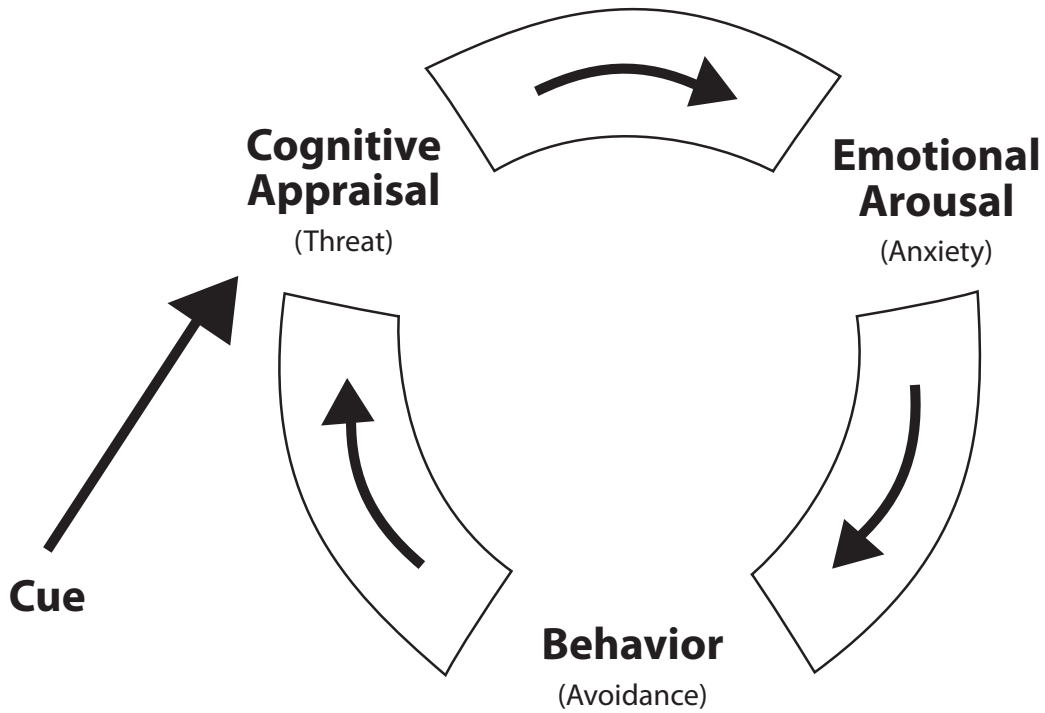 Cognitive
Appraisal
(Threat)
Emotional
Arousal
(Anxiety)
Cue
Behavior
(Avoidance)